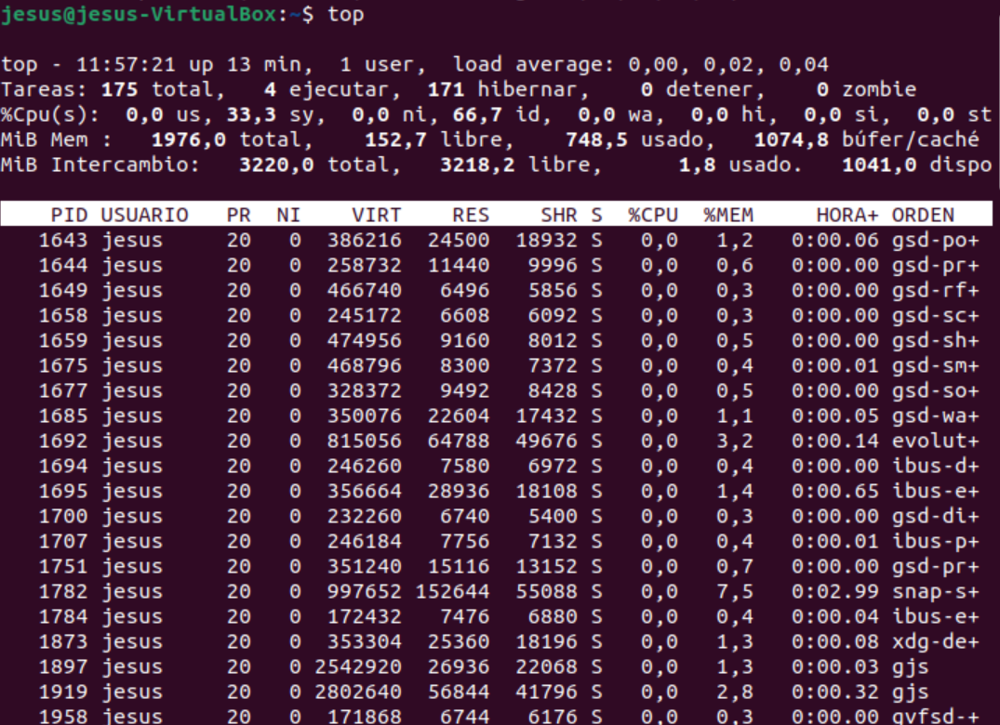 jesus@jesus-VirtualBox:~$ top
top - 11:57:21 up 13 min,  1 user,  load average: 0,00, 0,02, 0,04
Tareas: 175 total,   4 ejecutar,  171 hibernar,    0 detener,    0 zombie
%Cpu(s):  0,0 us, 33,3 sy,  0,0 ni, 66,7 id,  0,0 wa,  0,0 hi,  0,0 si,  0,0 st
MiB Mem :   1976,0 total,    152,7 libre,    748,5 usado,   1074,8 búfer/caché
MiB Intercambio:   3220,0 total,   3218,2 libre,      1,8 usado.   1041,0 dispo
PID USUARIO   PR  NI    VIRT    RES    SHR S  %CPU  %MEM     HORA+ ORDEN
1643 jesus     20   0  386216  24500  18932 S   0,0   1,2   0:00.06 gsd-po+
1644 jesus     20   0  258732  11440   9996 S   0,0   0,6   0:00.00 gsd-pr+
1649 jesus     20   0  466740   6496   5856 S   0,0   0,3   0:00.00 gsd-rf+
1658 jesus     20   0  245172   6608   6092 S   0,0   0,3   0:00.00 gsd-sc+
1659 jesus     20   0  474956   9160   8012 S   0,0   0,5   0:00.00 gsd-sh+
1675 jesus     20   0  468796   8300   7372 S   0,0   0,4   0:00.01 gsd-sm+
1677 jesus     20   0  328372   9492   8428 S   0,0   0,5   0:00.00 gsd-so+
1685 jesus     20   0  350076  22604  17432 S   0,0   1,1   0:00.05 gsd-wa+
1692 jesus     20   0  815056  64788  49676 S   0,0   3,2   0:00.14 evolut+
1694 jesus     20   0  246260   7580   6972 S   0,0   0,4   0:00.00 ibus-d+
1695 jesus     20   0  356664  28936  18108 S   0,0   1,4   0:00.65 ibus-e+
1700 jesus     20   0  232260   6740   5400 S   0,0   0,3   0:00.00 gsd-di+
1707 jesus     20   0  246184   7756   7132 S   0,0   0,4   0:00.01 ibus-p+
1751 jesus     20   0  351240  15116  13152 S   0,0   0,7   0:00.00 gsd-pr+
1782 jesus     20   0  997652 152644  55088 S   0,0   7,5   0:02.99 snap-s+
1784 jesus     20   0  172432   7476   6880 S   0,0   0,4   0:00.04 ibus-e+
1873 jesus     20   0  353304  25360  18196 S   0,0   1,3   0:00.08 xdg-de+
1897 jesus     20   0 2542920  26936  22068 S   0,0   1,3   0:00.03 gjs
1919 jesus     20   0 2802640  56844  41796 S   0,0   2,8   0:00.32 gjs
1958 jesus     20   0  171868   6744   6176 S   0,0   0,3   0:00.00 gvfsd-+